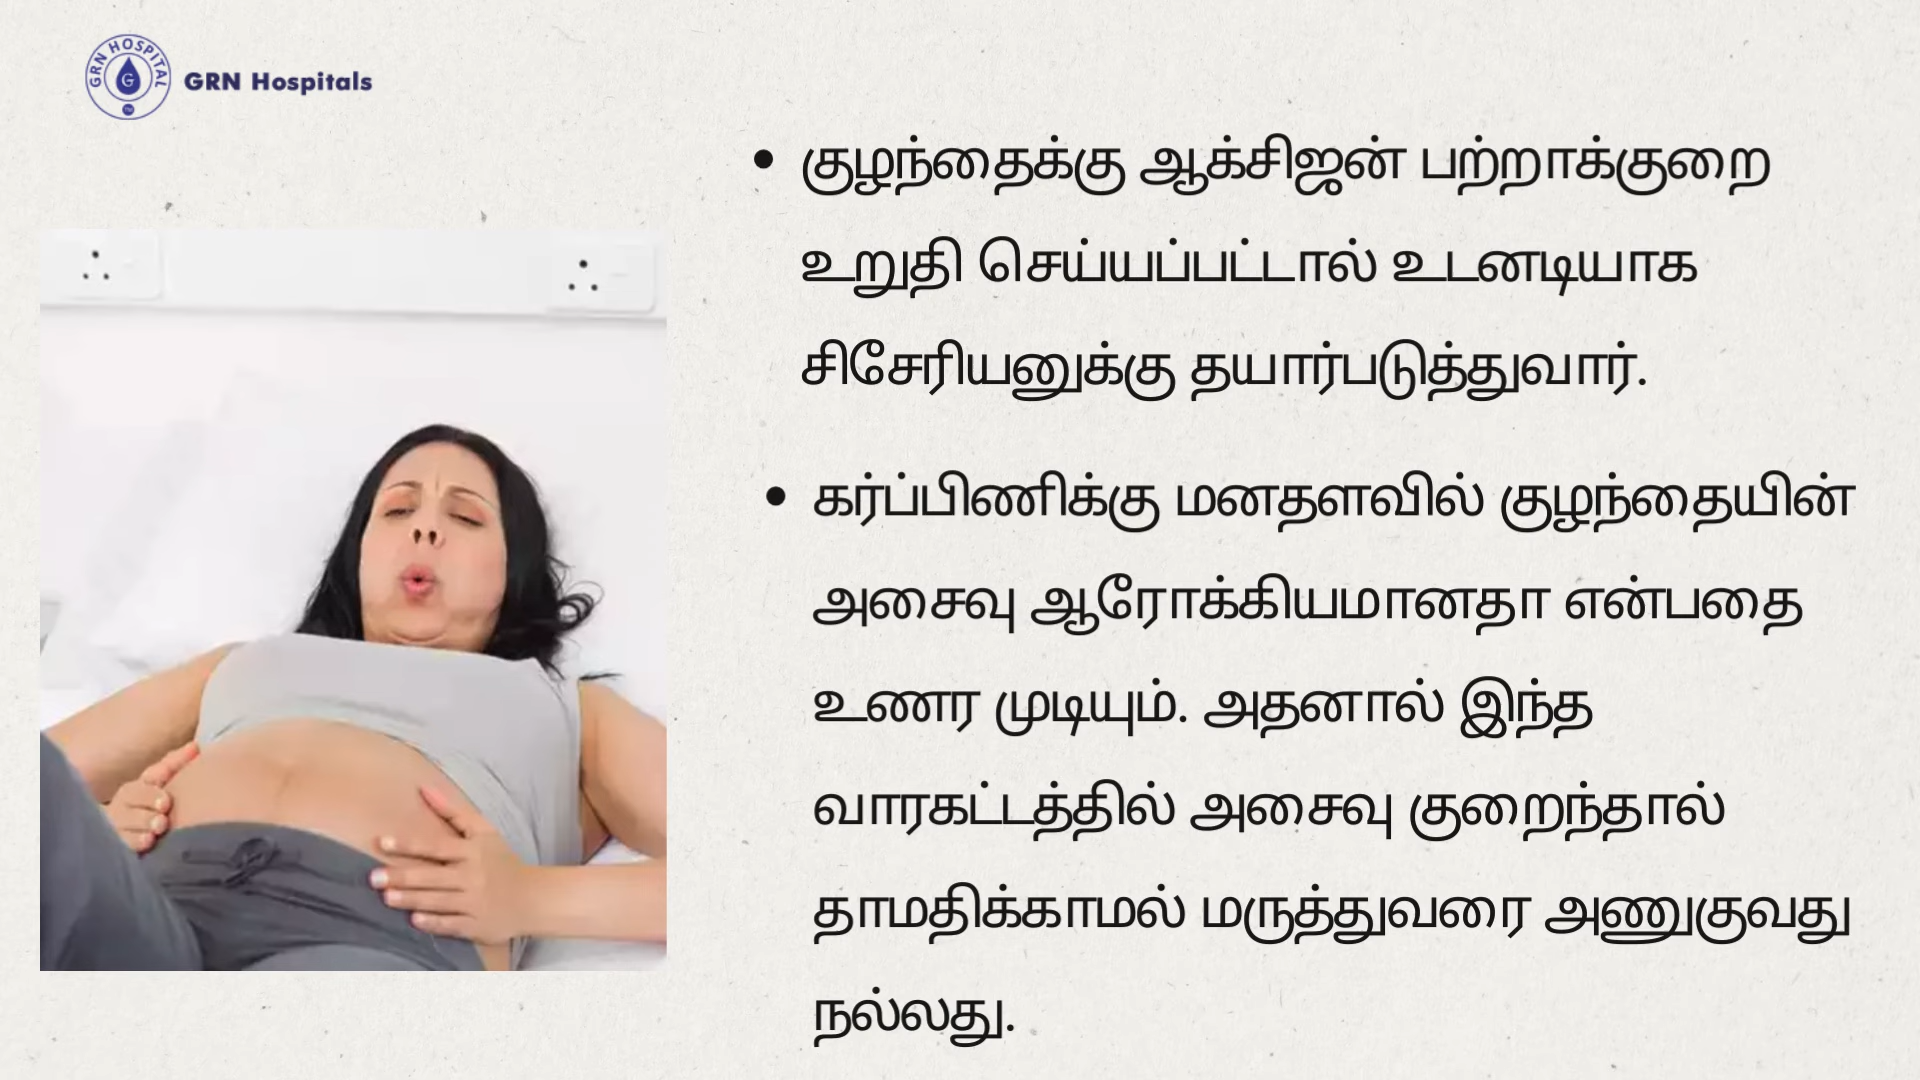 GRN HOSPITAL
G
GRN Hospitals
• குழந்தைக்கு ஆக்சிஜன் பற்றாக்குறை
உறுதி செய்யப்பட்டால் உடனடியாக
சிசேரியனுக்கு தயார்படுத்துவார்.
• கர்ப்பிணிக்கு மனதளவில் குழந்தையின்
அசைவு ஆரோக்கியமானதா என்பதை
உணர முடியும். அதனால் இந்த
வாரகட்டத்தில் அசைவு குறைந்தால்
தாமதிக்காமல் மருத்துவரை அணுகுவது
நல்லது.